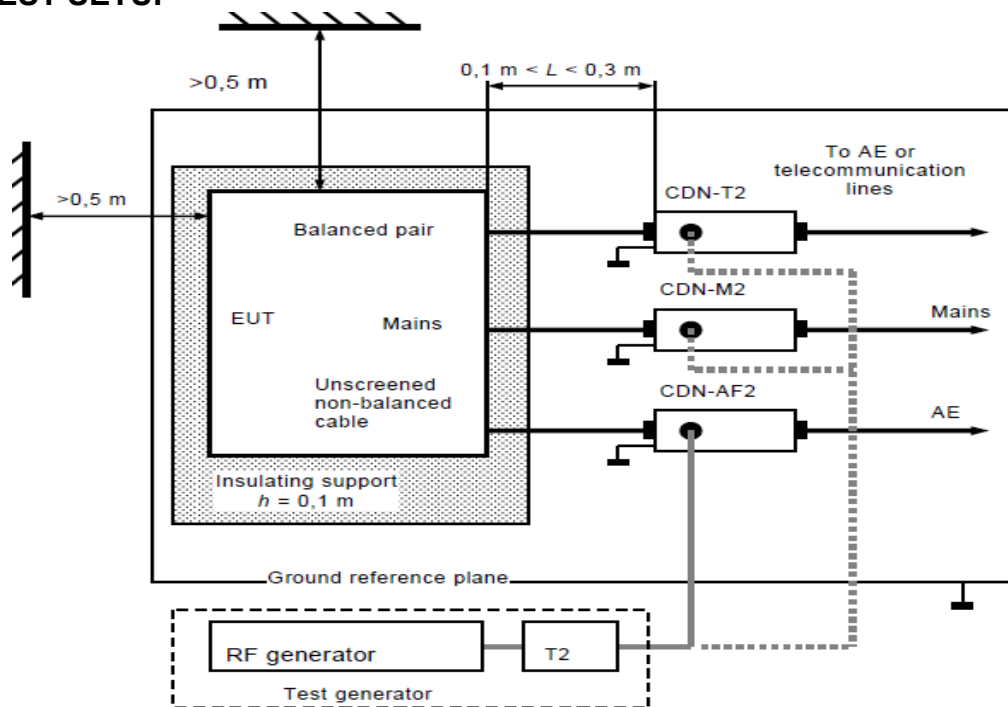 >0,5 m
0,1 m < L < 0,3 m
To AE or
telecommunication
lines
>0,5 m
CDN-T2
Balanced pair
CDN-M2
EUT
Mains
Mains
Unscreened
non-balanced
cable
CDN-AF2
AE
Insulating support
h = 0,1 m
Ground reference plane
RF generator
T2
Test generator